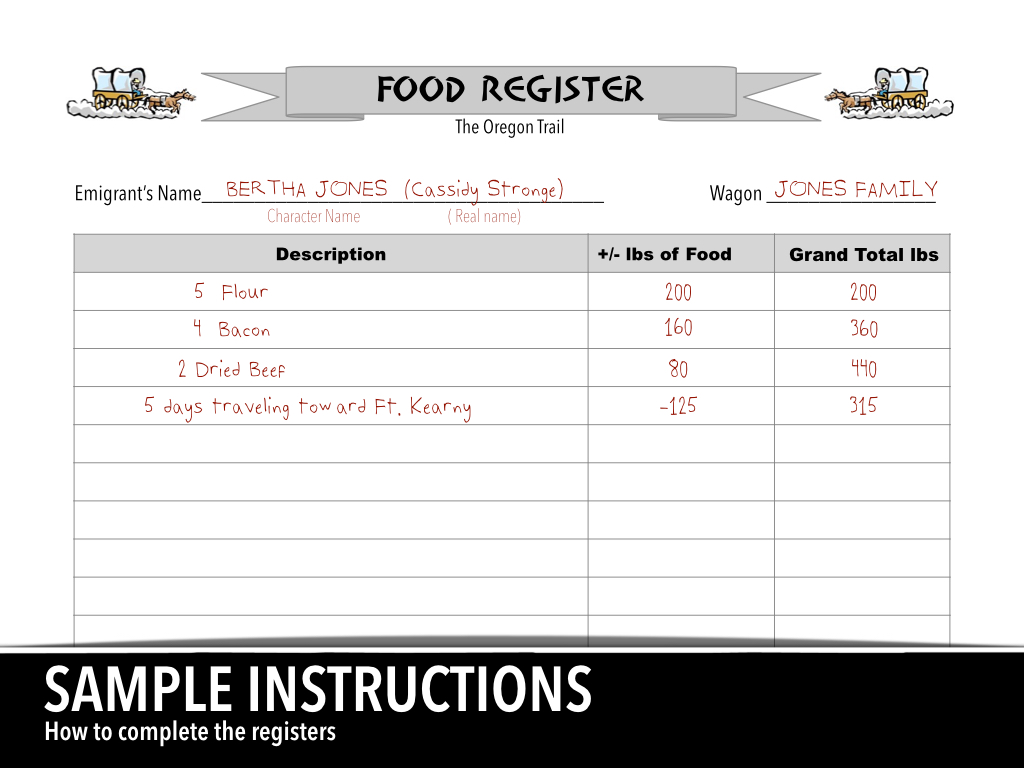 FOOD REGISTER
The Oregon Trail
Emigrant's Name BERTHA JONES (Cassidy Stronge) Wagon JONES FAMILY
Character Name ( Real name)
Description +/- lbs of Food Grand Total lbs
5 Flour 200 200
4 Bacon 160 360
2 Dried Beef 80 440
5 days traveling toward Ft. Kearny -125 315
SAMPLE INSTRUCTIONS
How to complete the registers